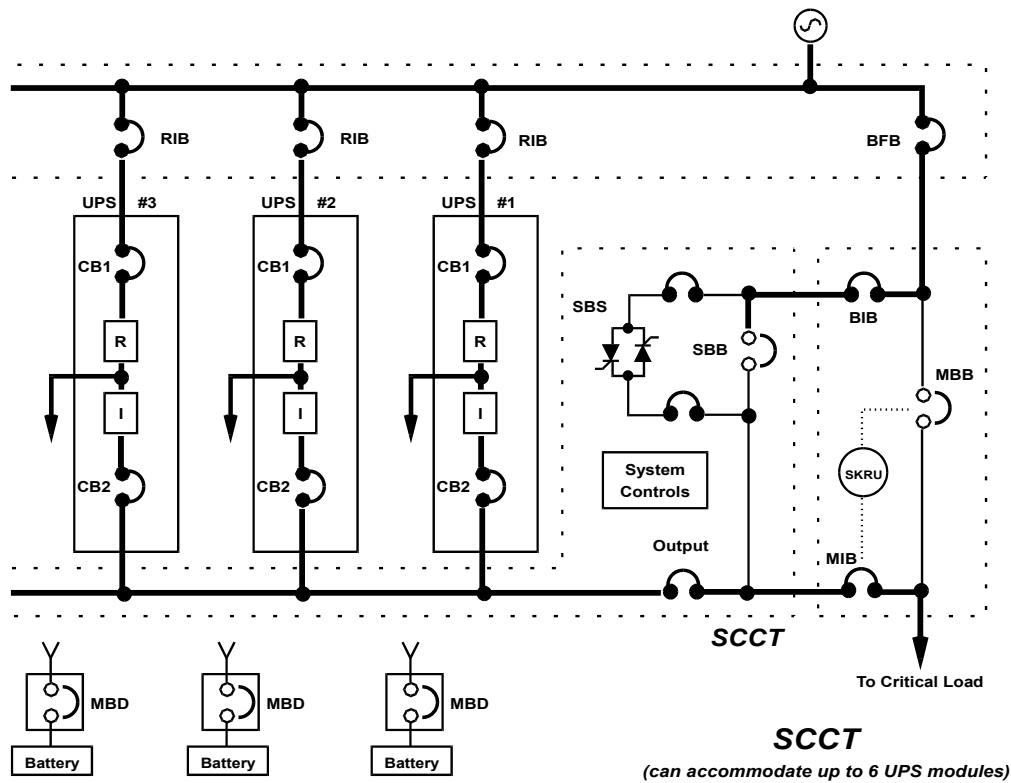 RIB
RIB
RIB
BFB
UPS #3
UPS #2
UPS #1
CB1
CB1
CB1
SBS
SBB
BIB
R
R
R
MBB
I
I
I
System
Controls
SKRU
CB2
CB2
CB2
Output
MIB
SCCT
To Critical Load
MBD
MBD
MBD
Battery
Battery
Battery
SCCT
(can accommodate up to 6 UPS modules)